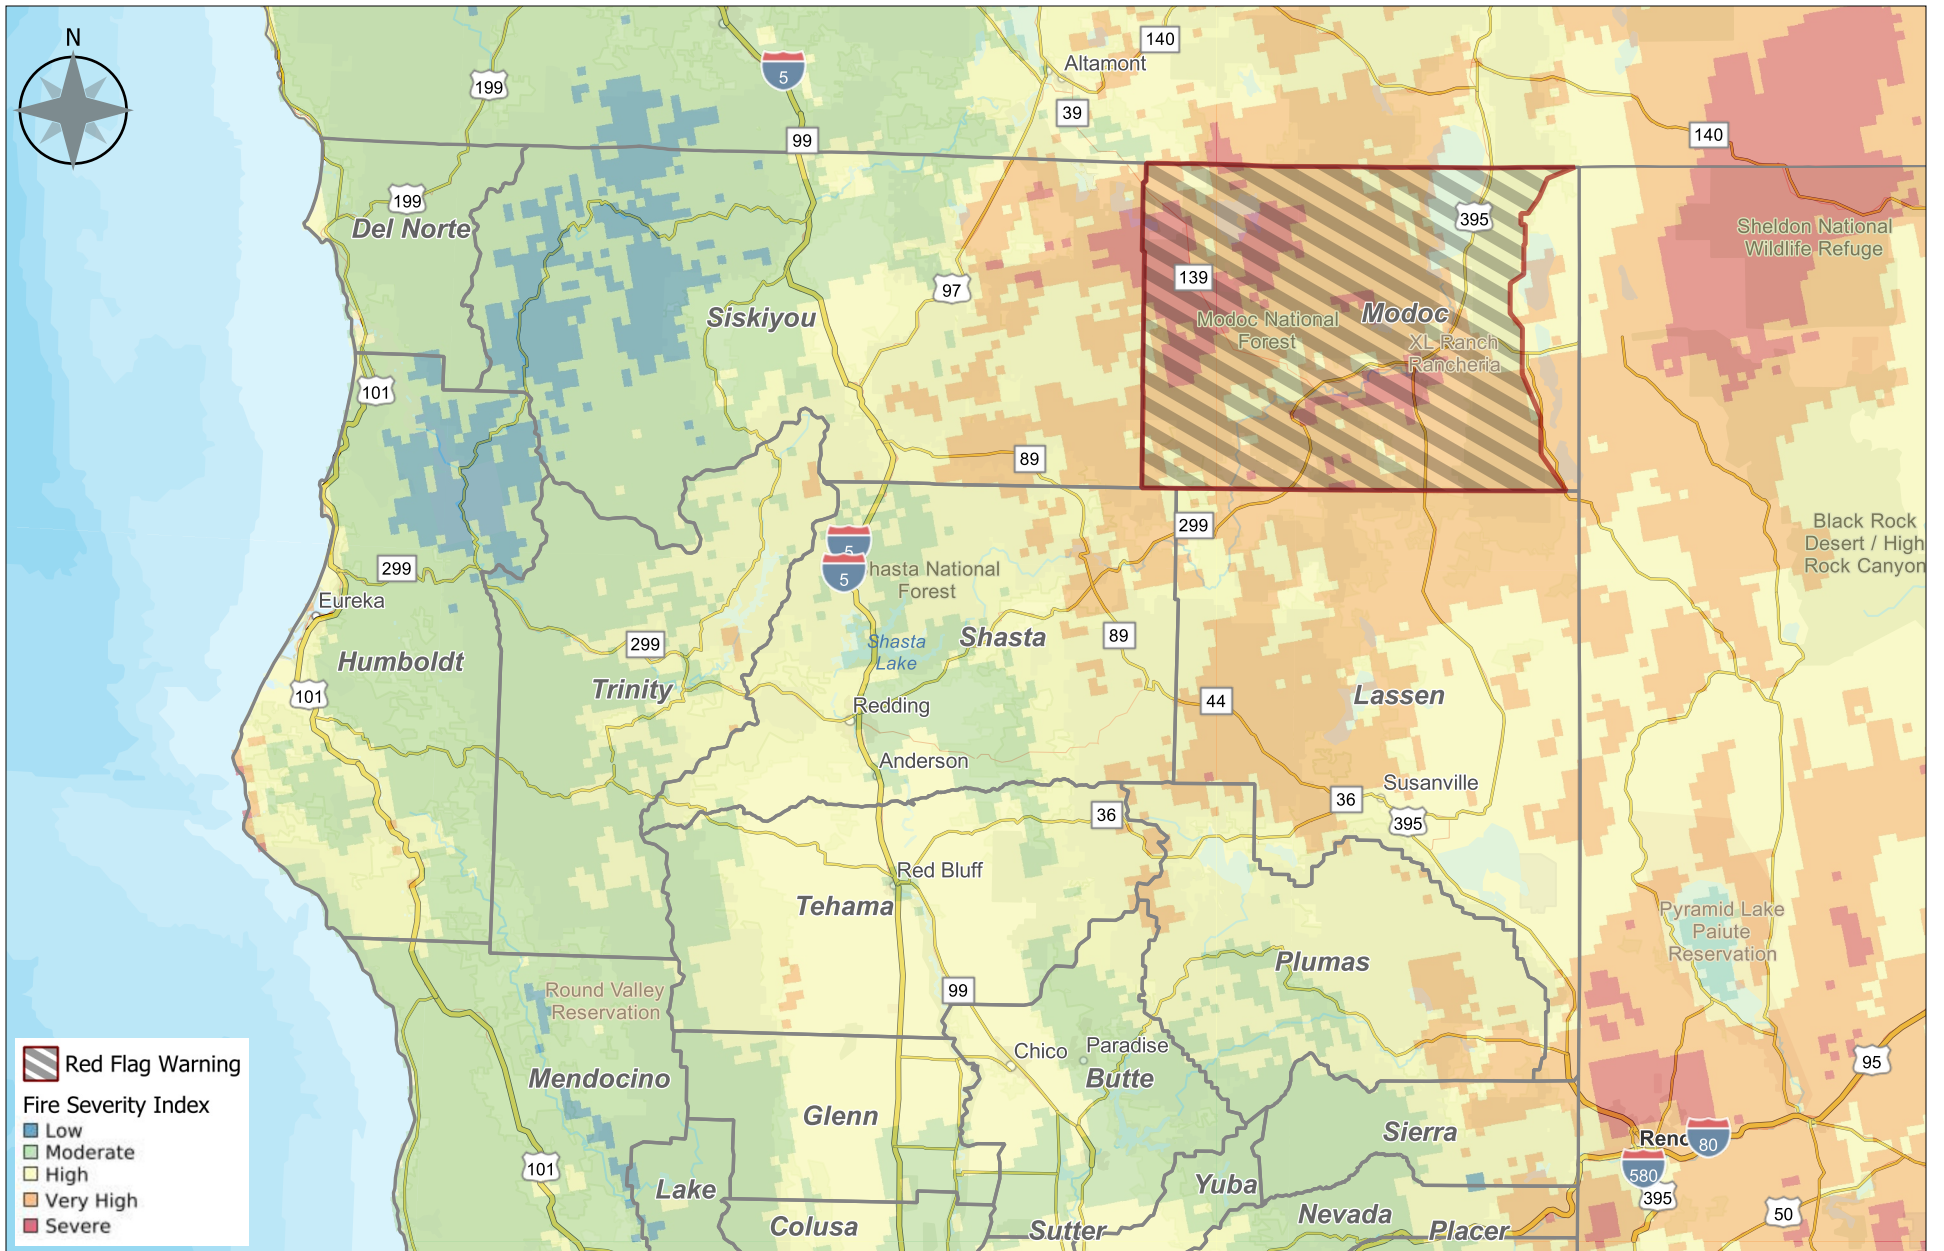 N
5
140
Altamont
199
39
99
140
199
Del Norte
395
Sheldon National
Wildlife Refuge
139
97
Siskiyou
Modoc
Modoc National
Forest
XL Ranch
Rancheria
101
89
299
Black Rock
Desert / High
Rock Canyon
5
5
hasta National
Forest
299
Eureka
Shasta
Lake
Shasta
89
299
Humboldt
Trinity
101
44
Lassen
Redding
Anderson
Susanville
36
36
395
Red Bluff
Tehama
Pyramid Lake
Paiute
Reservation
Plumas
Round Valley
Reservation
99
Chico
Paradise
Butte
Mendocino
95
Glenn
Sierra
Reno
80
580
395
101
Lake
Yuba
50
Colusa
Sutter
Nevada
Placer
Red Flag Warning
Fire Severity Index
Low
Moderate
High
Very High
Severe